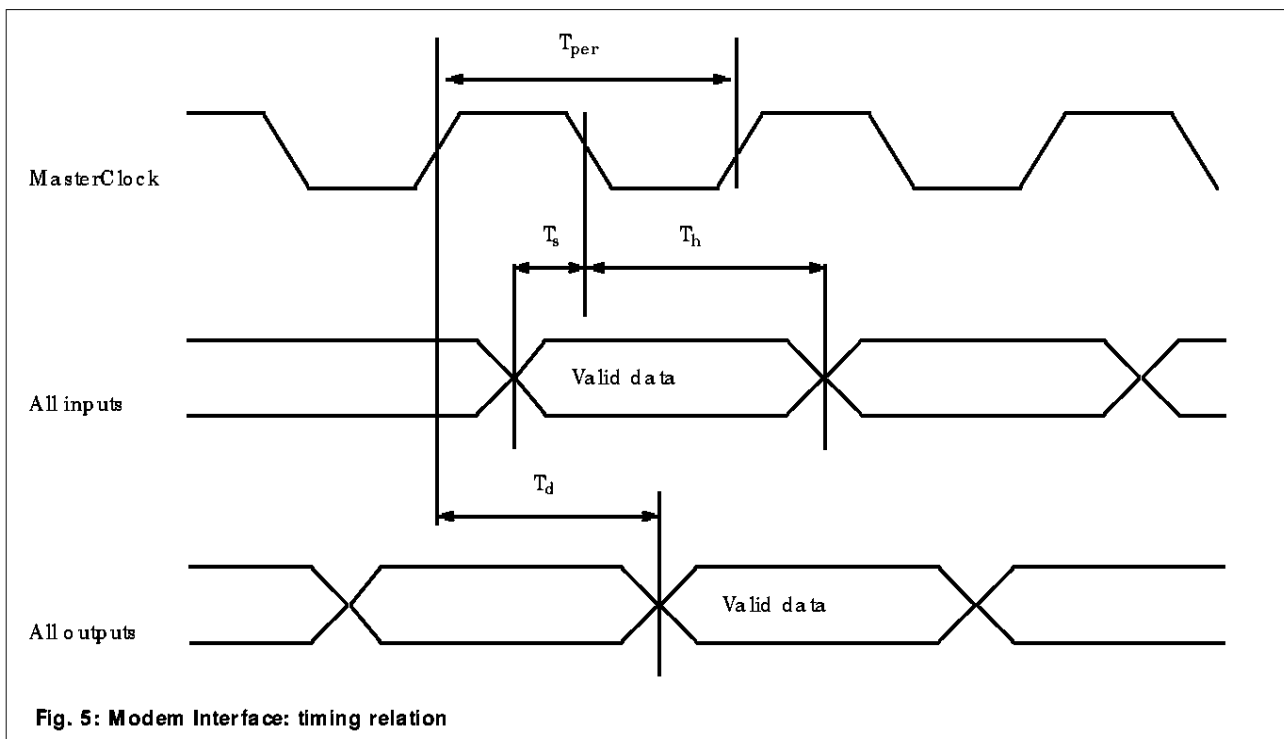 Tper
MasterClock
Ts
Th
Valid data
All inputs
Td
Valid data
All outputs
Fig. 5: Modem Interface: timing relation